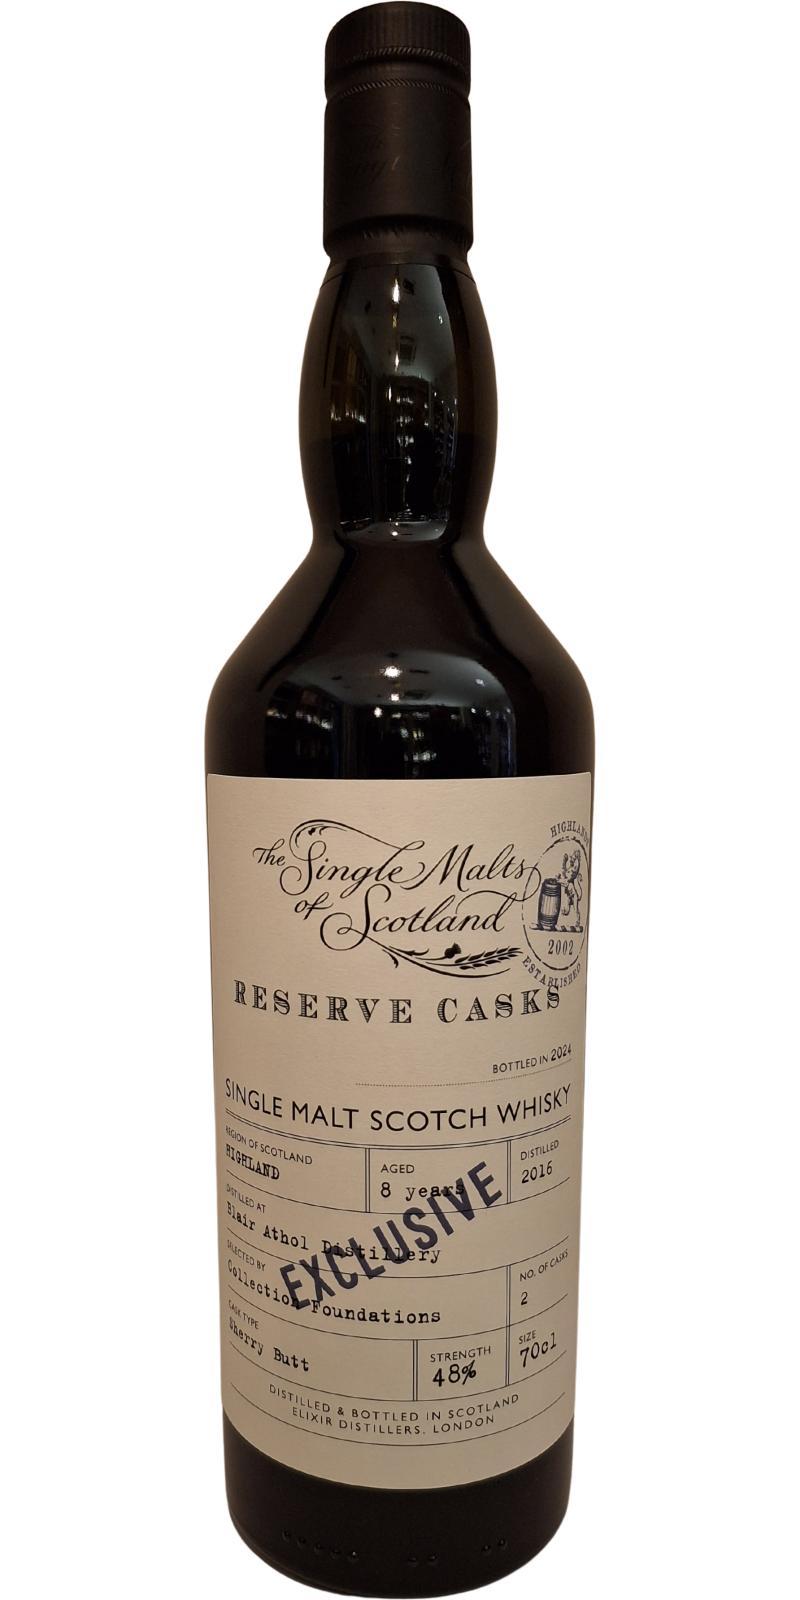 The Single Malts
of Scotland
HIGHLAND
2002
ESTABLISHED
RESERVE CASKS
BOTTLED IN 2024
SINGLE MALT SCOTCH WHISKY
REGION OF SCOTLAND
HIGHLAND
AGED
8 years
DISTILLED
2016
DISTILLED AT
Blair Athol Distillery
EXCLUSIVE
SELECTED BY
Collection Foundations
NO. OF CASKS
2
CASK TYPE
Sherry Butt
STRENGTH
48%
SIZE
70cl
DISTILLED & BOTTLED IN SCOTLAND
ELIXIR DISTILLERS, LONDON